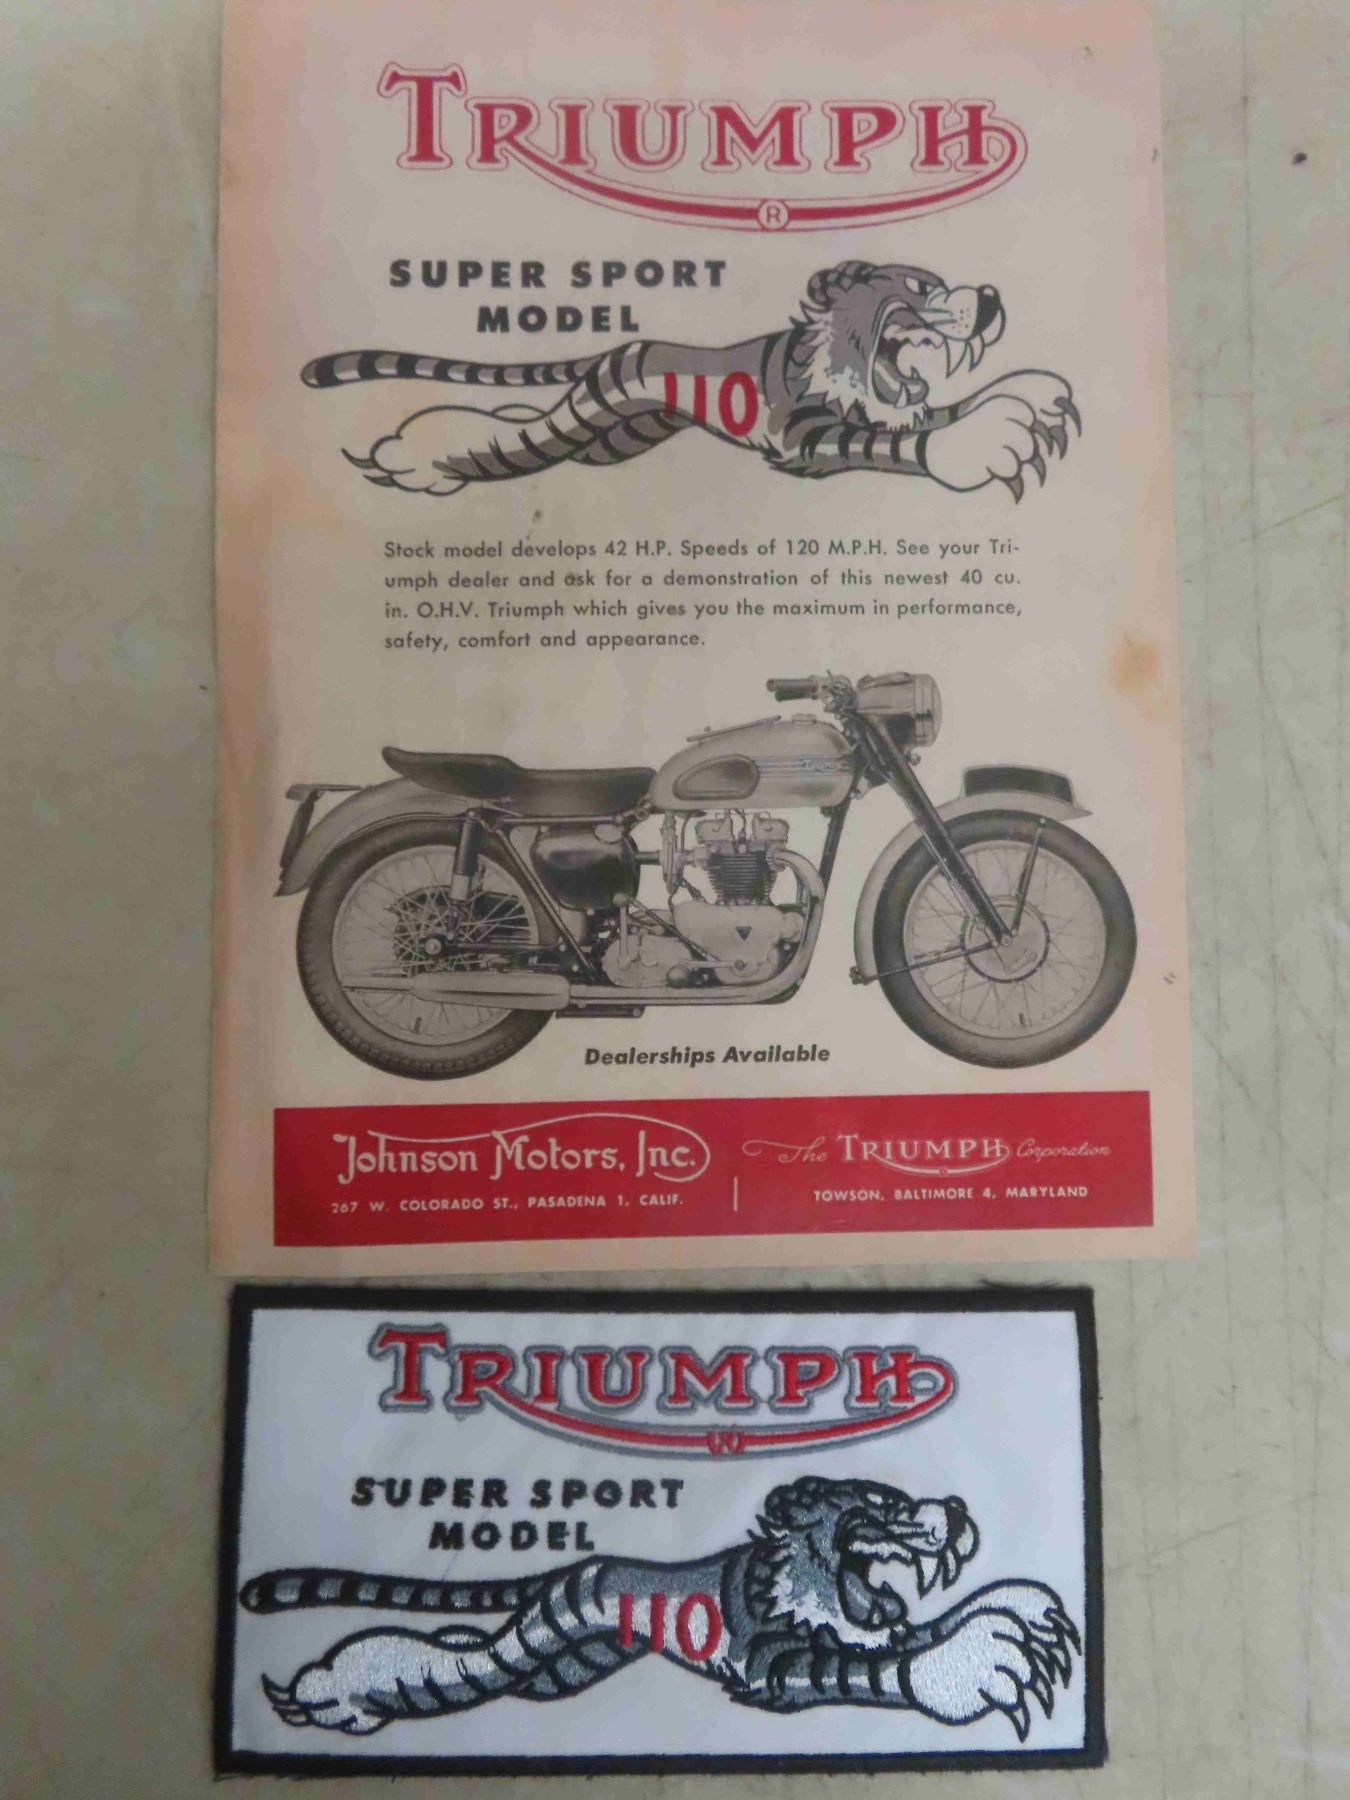 TRIUMPH
R
SUPER SPORT
MODEL
110
Stock model develops 42 H.P. Speeds of 120 M.P.H. See your Tri-
umph dealer and ask for a demonstration of this newest 40 cu.
in. O.H.V. Triumph which gives you the maximum in performance,
safety, comfort and appearance.
Triumph
Dealerships Available
Johnson Motors, Inc.
267 W. COLORADO ST., PASADENA 1, CALIF.
The TRIUMPH Corporation
TOWSON, BALTIMORE 4, MARYLAND
TRIUMPH
SUPER SPORT
MODEL
110